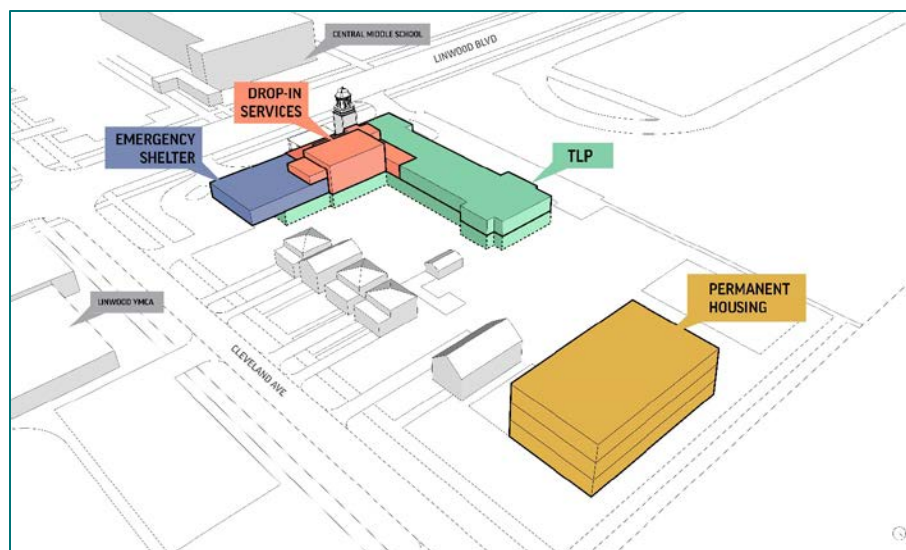 CENTRAL MIDDLE SCHOOL
LINWOOD BLVD
DROP-IN
SERVICES
EMERGENCY
SHELTER
TLP
PERMANENT
HOUSING
LINWOOD YMCA
CLEVELAND AVE